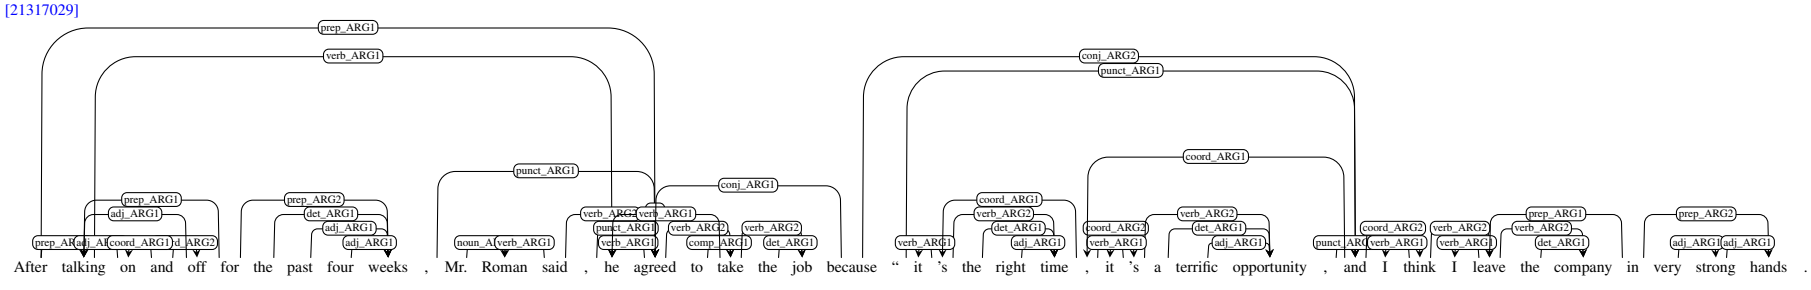 [21317029]
prep_ARG1
verb_ARG1
conj_ARG2
punct_ARG1
coord_ARG1
punct_ARG1
conj_ARG1
prep_ARG1 prep_ARG2 coord_ARG1
adj_ARG1 det_ARG1 verb_ARG2 verb_ARG1 verb_ARG2 verb_ARG2 prep_ARG1 prep_ARG2
adj_ARG1 punct_ARG1 verb_ARG2 verb_ARG2 det_ARG1 coord_ARG2 det_ARG1 coord_ARG2 verb_ARG2 verb_ARG2
coord_ARG1 adj_ARG1 verb_ARG1 verb_ARG1 comp_ARG1 det_ARG1 verb_ARG1 adj_ARG1 verb_ARG1 adj_ARG1 verb_ARG1 verb_ARG1 det_ARG1 adj_ARG1 adj_ARG1
After talking on and off for the past four weeks , Mr. Roman said , he agreed to take the job because “ it 's the right time , it 's a terrific opportunity , and I think I leave the company in very strong hands .